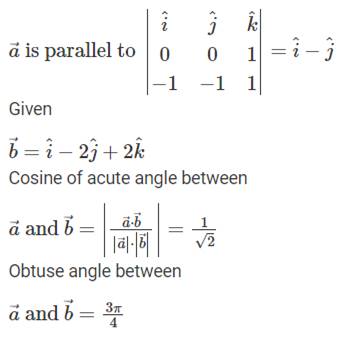 $\vec{a}$ is parallel to $\begin{vmatrix} \hat{i} & \hat{j} & \hat{k} \\ 0 & 0 & 1 \\ -1 & -1 & 1 \end{vmatrix} = \hat{i} - \hat{j}$
Given
$\vec{b} = \hat{i} - 2\hat{j} + 2\hat{k}$
Cosine of acute angle between
$\vec{a}$ and $\vec{b} = \left| \frac{\vec{a} \cdot \vec{b}}{|\vec{a}| \cdot |\vec{b}|} \right| = \frac{1}{\sqrt{2}}$
Obtuse angle between
$\vec{a}$ and $\vec{b} = \frac{3\pi}{4}$